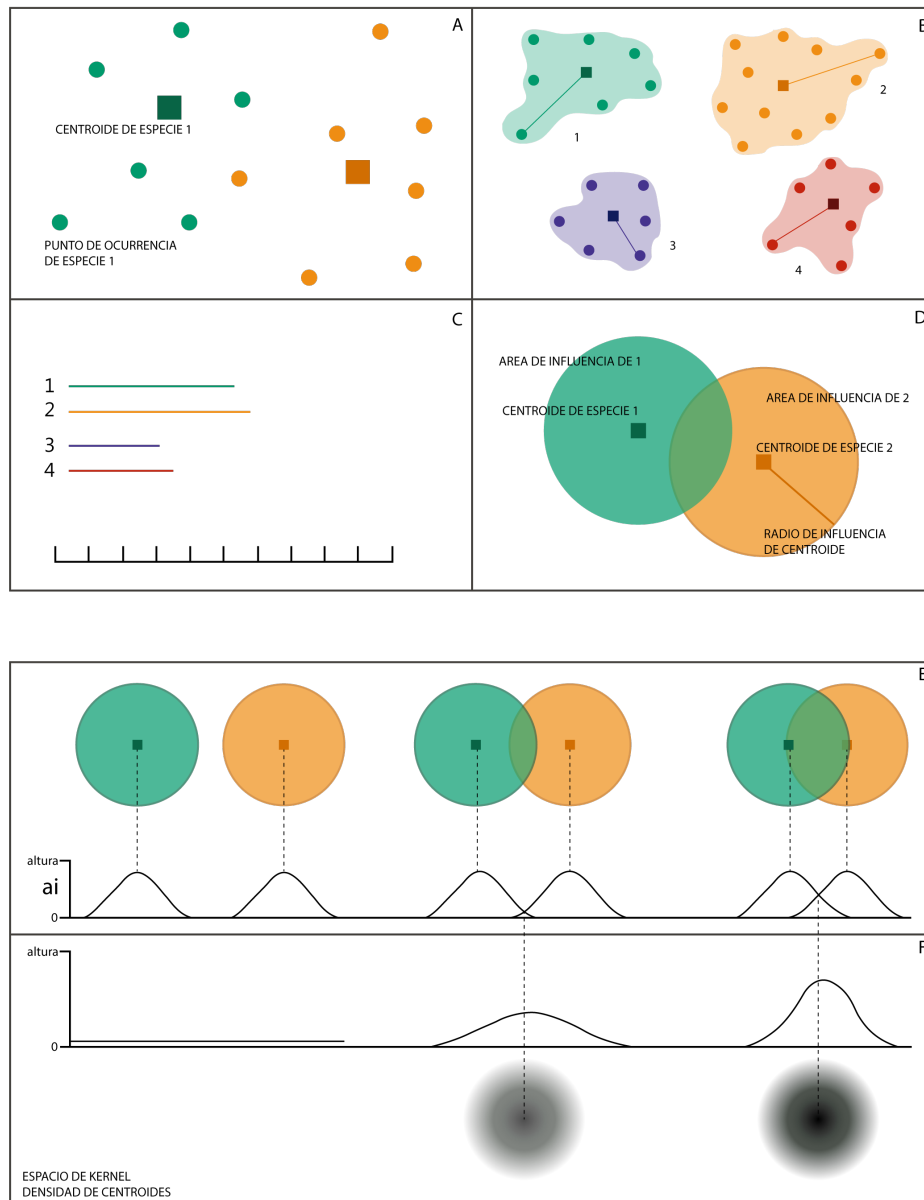 A
CENTROIDE DE ESPECIE 1
PUNTO DE OCURRENCIA
DE ESPECIE 1
B
1
2
3
4
C
1
2
3
4
D
AREA DE INFLUENCIA DE 1
CENTROIDE DE ESPECIE 1
AREA DE INFLUENCIA DE 2
CENTROIDE DE ESPECIE 2
RADIO DE INFLUENCIA
DE CENTROIDE
E
altura
ai
0
F
altura
0
ESPACIO DE KERNEL
DENSIDAD DE CENTROIDES